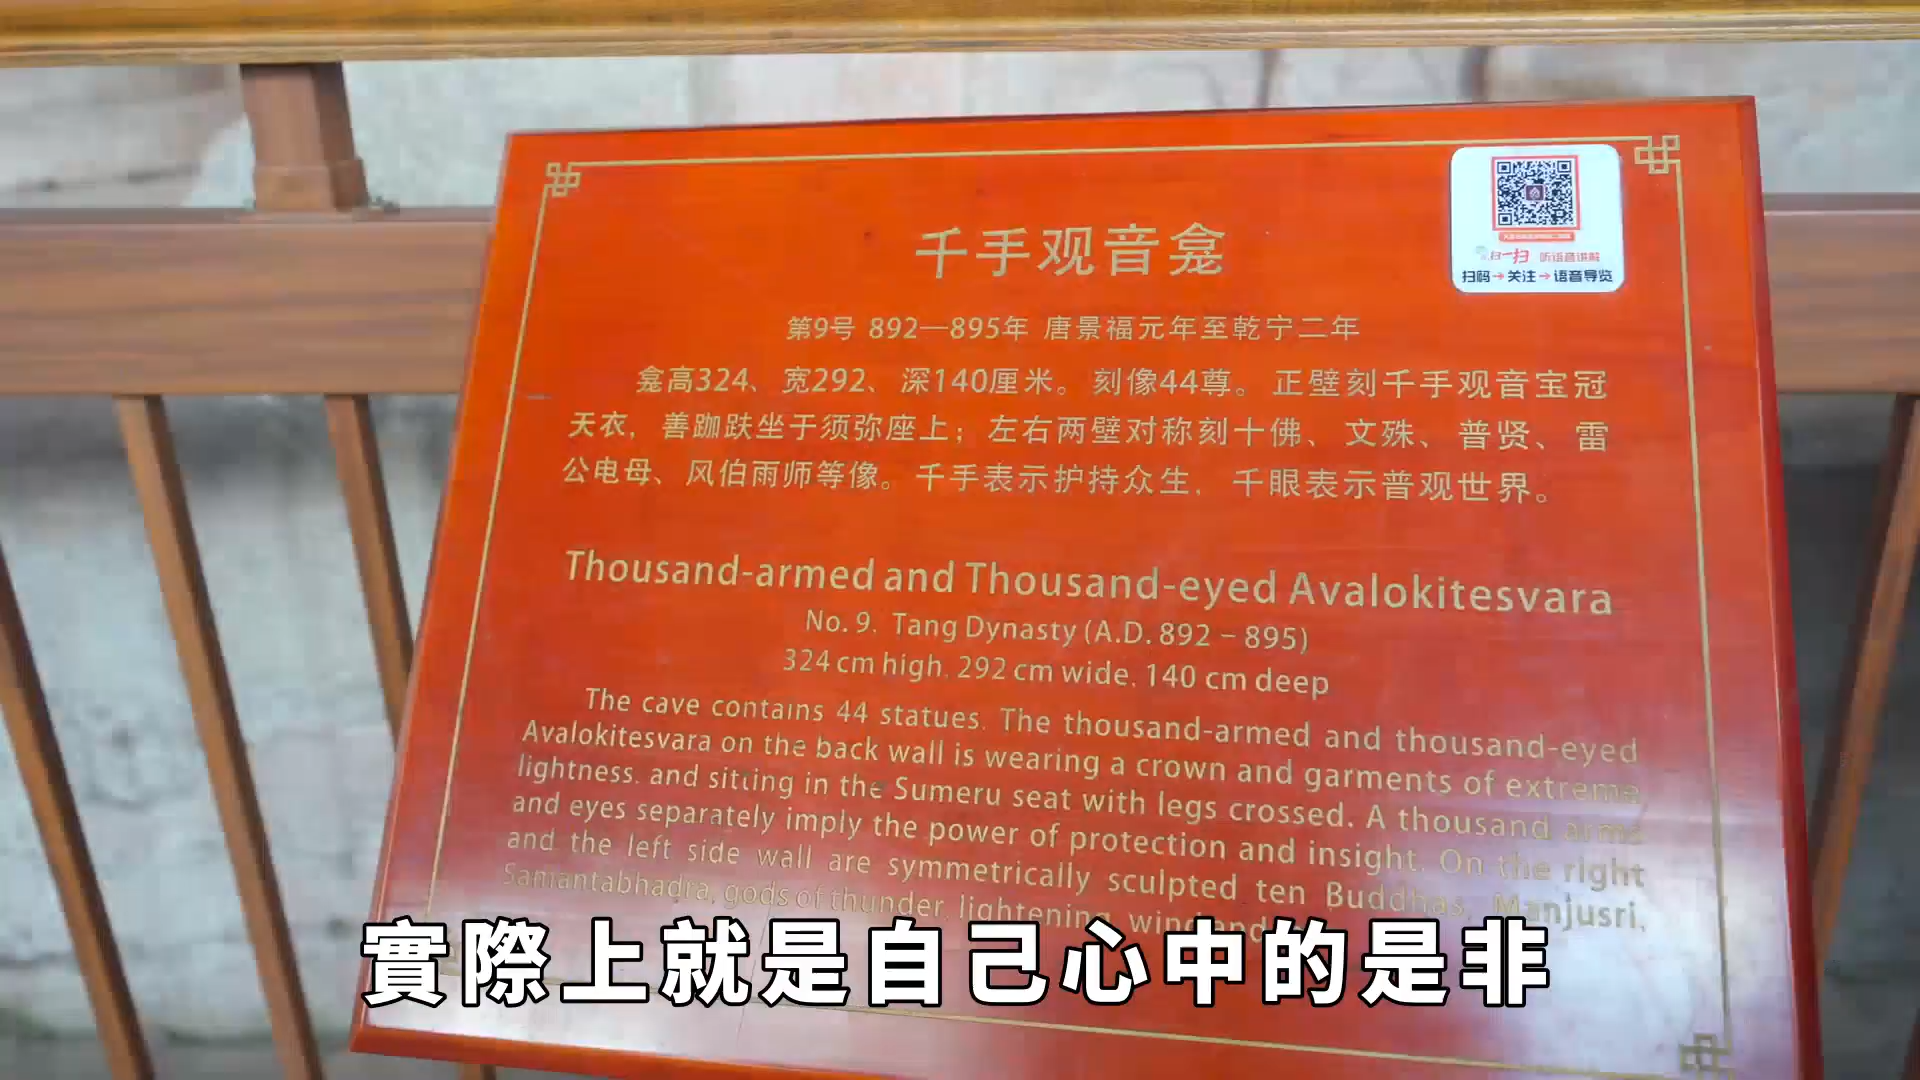 千手观音龛
扫一扫 听语音讲解
扫码→关注→语音导览
第9号 892—895年 唐景福元年至乾宁二年
龛高324、宽292、深140厘米。刻像44尊。正壁刻千手观音宝冠
天衣，善跏趺坐于须弥座上；左右两壁对称刻十佛、文殊、普贤、雷
公电母、风伯雨师等像。千手表示护持众生，千眼表示普观世界。
Thousand-armed and Thousand-eyed Avalokitesvara
No. 9. Tang Dynasty (A.D. 892 – 895)
324 cm high, 292 cm wide, 140 cm deep
The cave contains 44 statues. The thousand-armed and thousand-eyed
Avalokitesvara on the back wall is wearing a crown and garments of extreme
lightness, and sitting in the Sumeru seat with legs crossed. A thousand arms
and eyes separately imply the power of protection and insight. On the right
and the left side wall are symmetrically sculpted ten Buddhas, Manjusri,
Samantabhadra, gods of thunder, lightening, wind and
實際上就是自己心中的是非